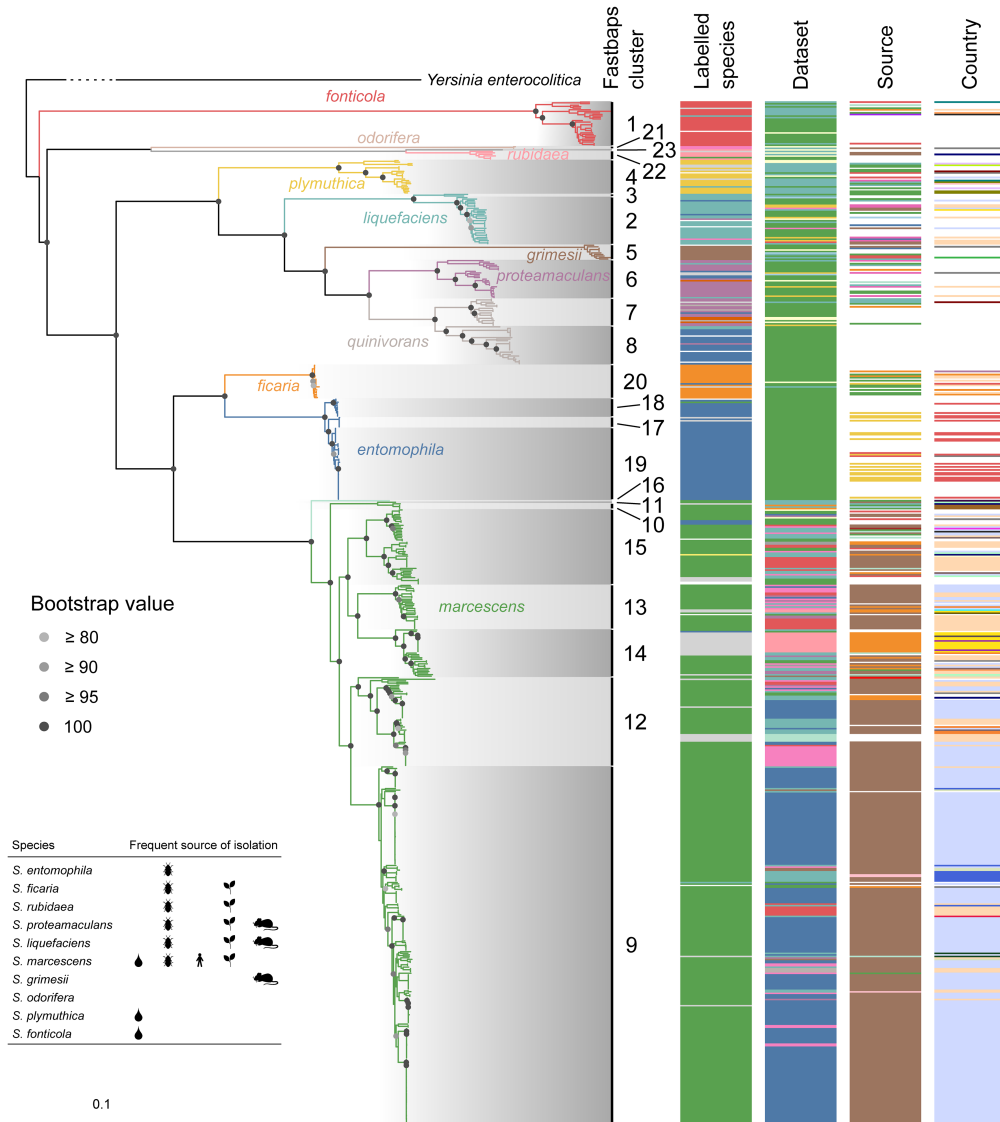 Fastbaps
cluster
Labelled
species
Dataset
Source
Country
Yersinia enterocolitica
fonticola
1
21
odorifera
23
rubidaea
22
plymuthica
4
3
liquefaciens
2
grimesii
5
proteamaculans
6
7
quinivorans
8
ficaria
20
18
17
entomophila
19
16
11
10
15
Bootstrap value
marcescens
13
≥ 80
14
≥ 90
≥ 95
100
12
Species Frequent source of isolation
S. entomophila
S. ficaria
S. rubidaea
S. proteamaculans
S. liquefaciens
9
S. marcescens
S. grimesii
S. odorifera
S. plymuthica
S. fonticola
0.1